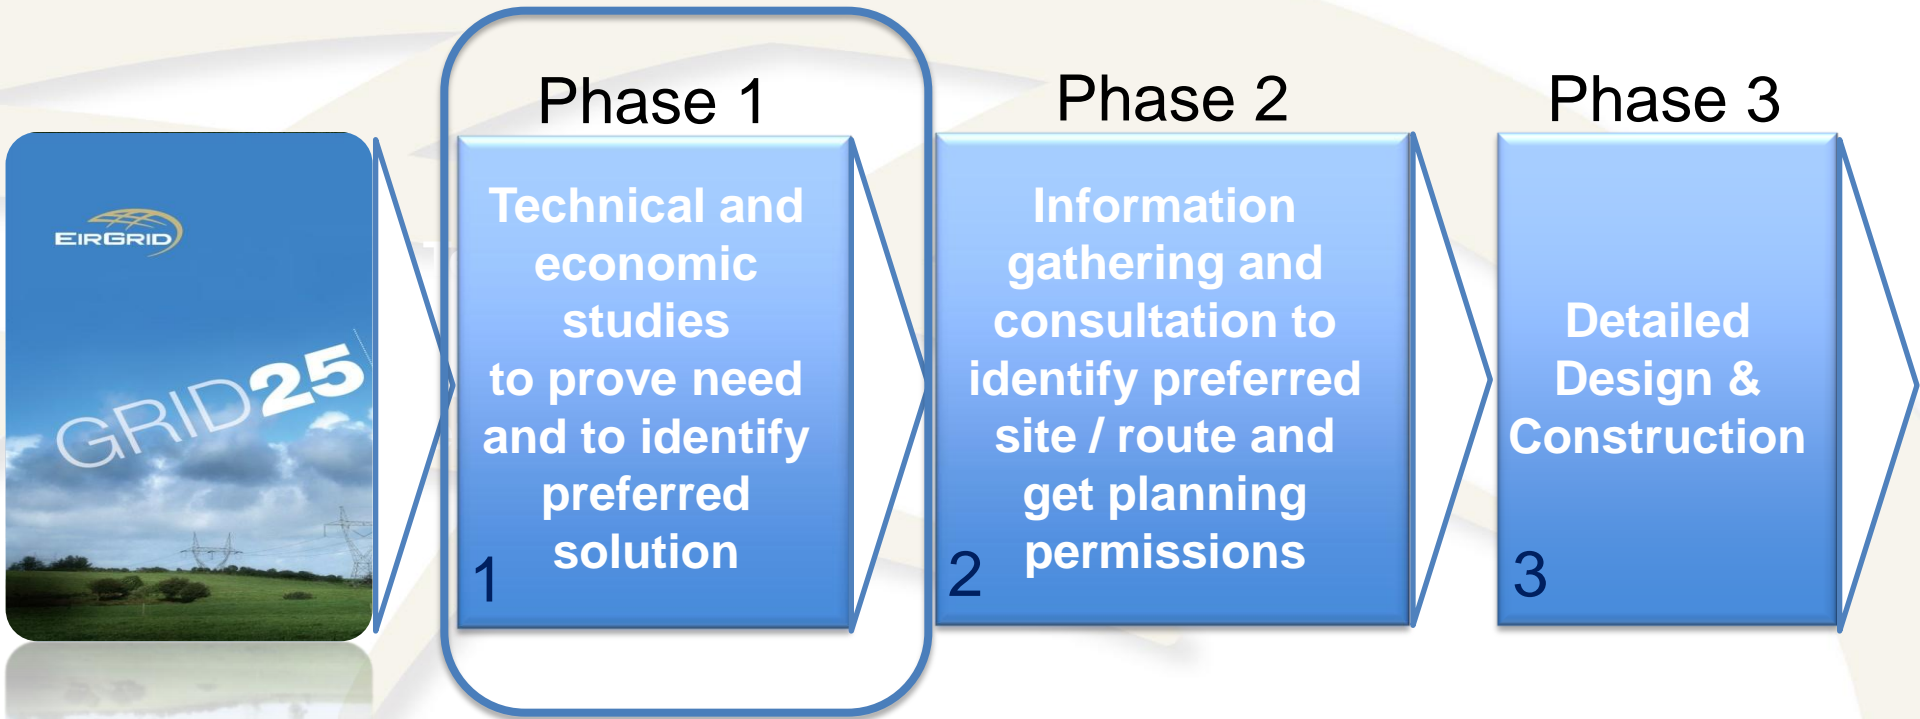 EIRGRID
GRID25
Phase 1
Technical and
economic
studies
to prove need
and to identify
preferred
solution
1
Phase 2
Information
gathering and
consultation to
identify preferred
site / route and
get planning
permissions
2
Phase 3
Detailed
Design &
Construction
3